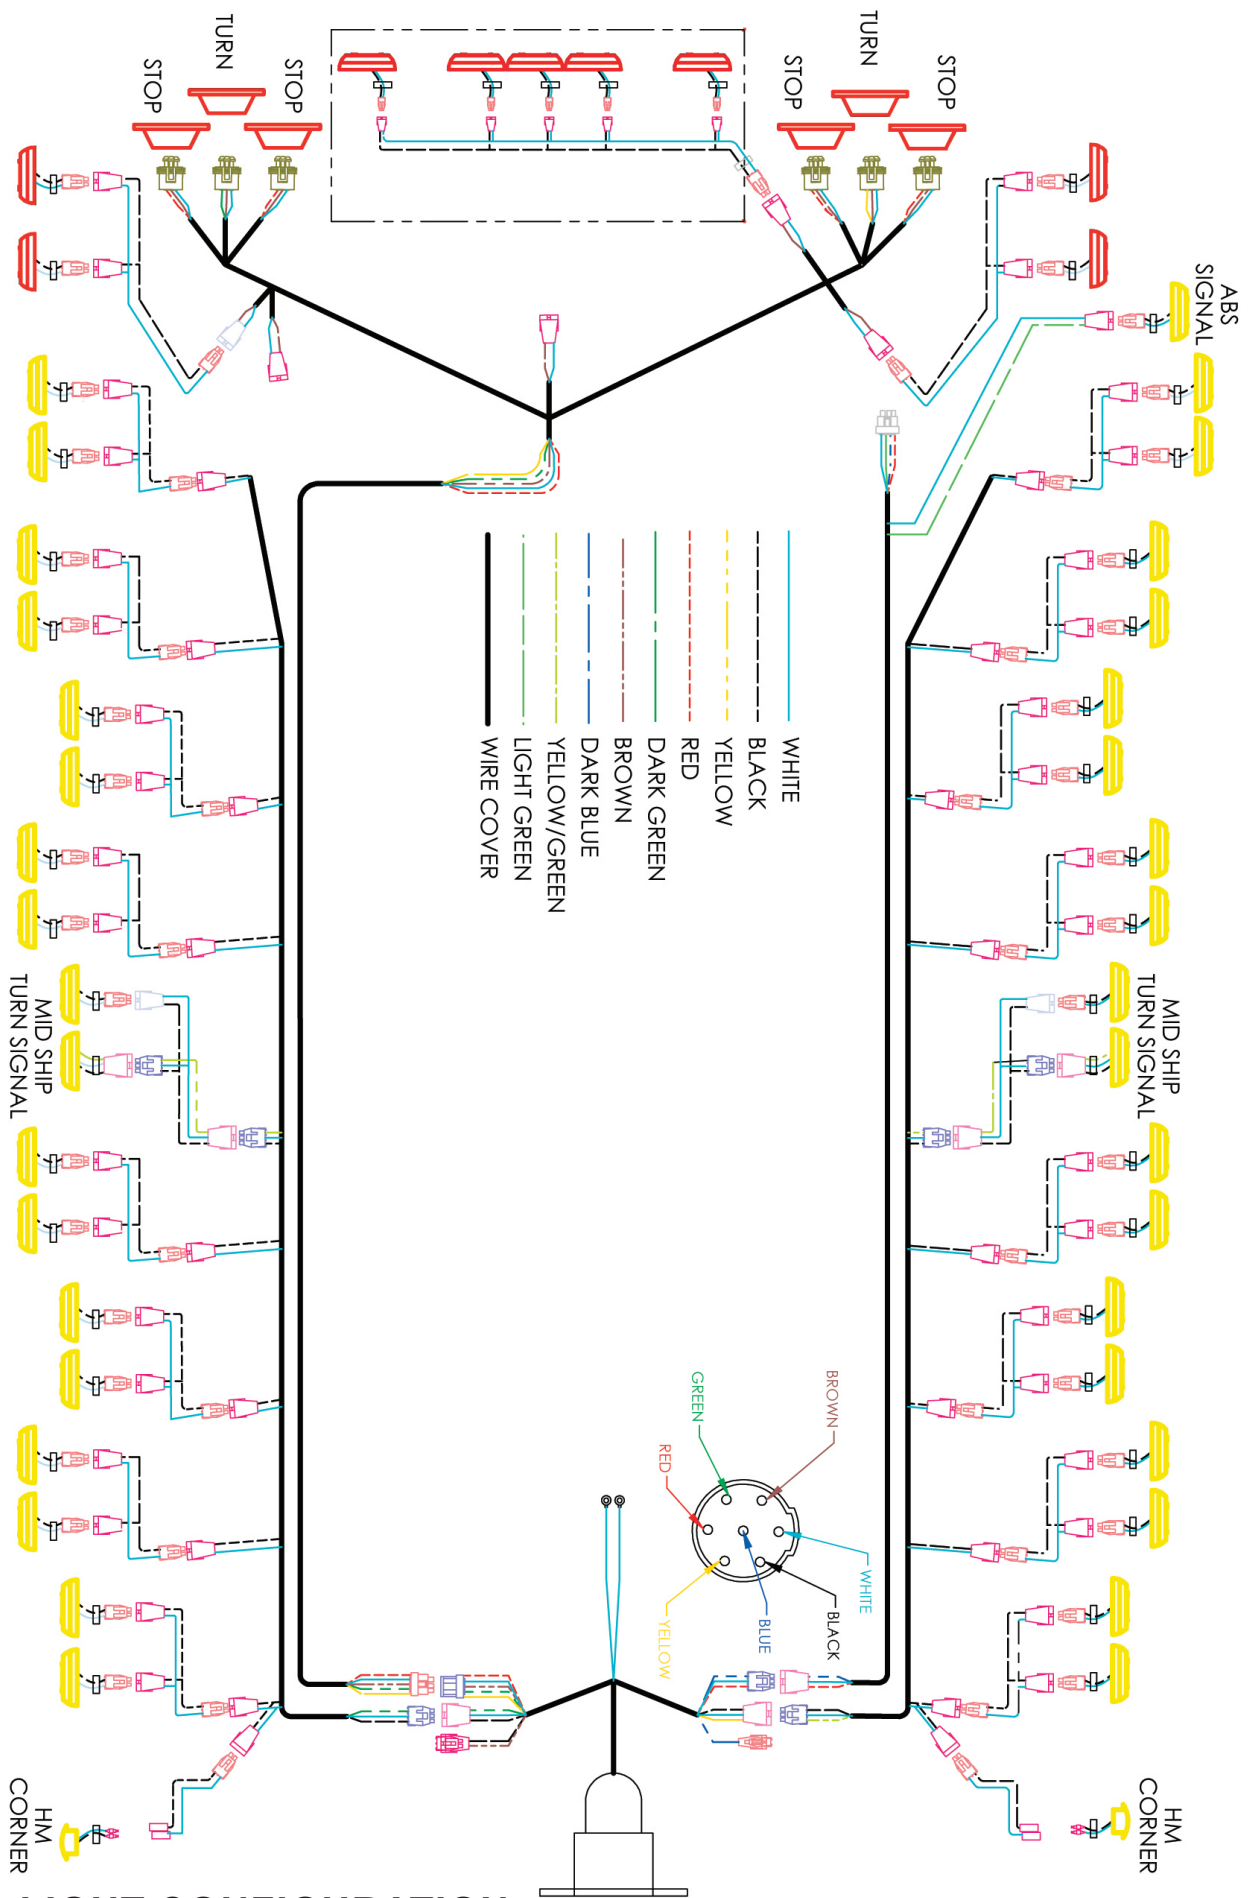 TURN
STOP
STOP
TURN
STOP
STOP
ABS
SIGNAL
WHITE
BLACK
YELLOW
RED
DARK GREEN
BROWN
DARK BLUE
YELLOW/GREEN
LIGHT GREEN
WIRE COVER
MID SHIP
TURN SIGNAL
MID SHIP
TURN SIGNAL
BROWN
GREEN
RED
WHITE
BLACK
BLUE
YELLOW
HM
CORNER
HM
CORNER
LIGHT CONFIGURATION